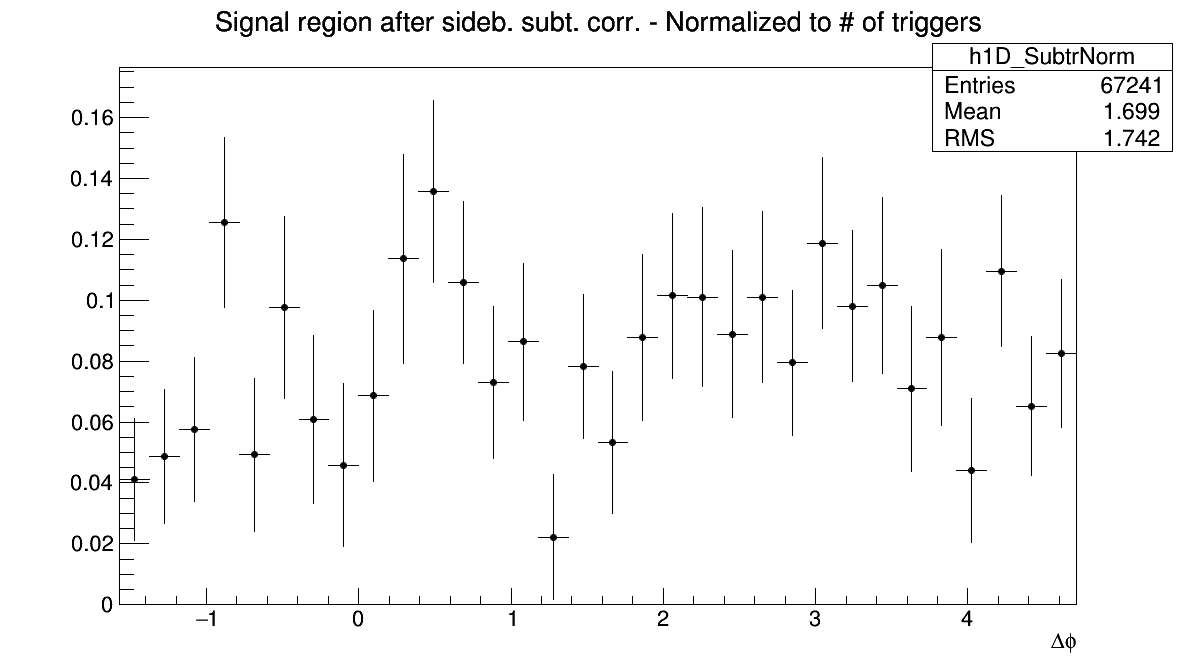 Signal region after sideb. subt. corr. - Normalized to # of triggers
h1D_SubtrNorm
Entries 67241
Mean 1.699
RMS 1.742
0.16
0.14
0.12
0.1
0.08
0.06
0.04
0.02
0
−1 0 1 2 3 4
Δϕ